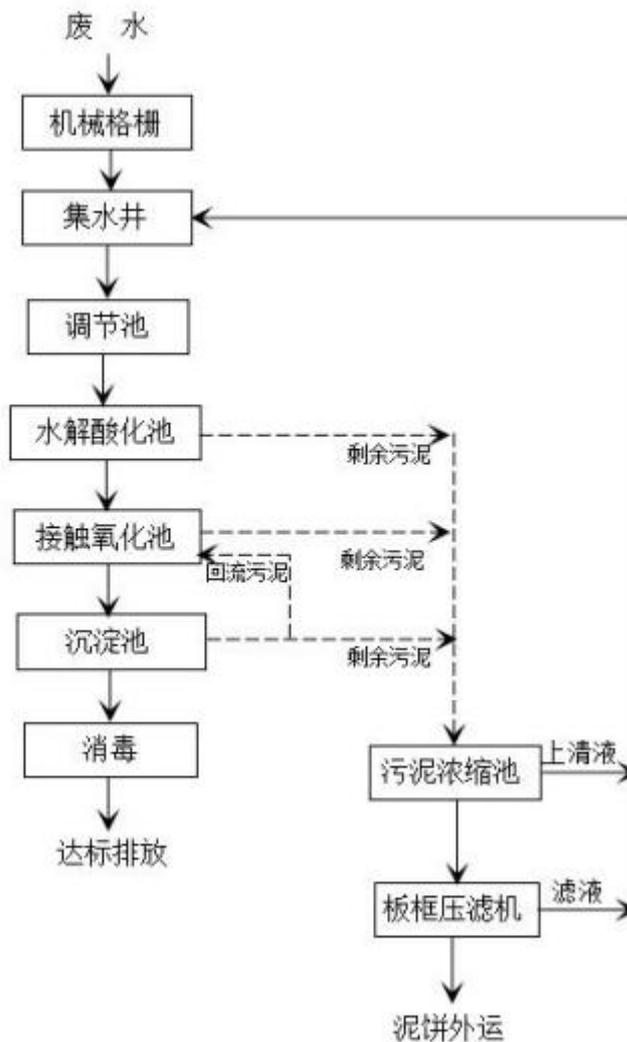 废 水
机械格栅
集水井
调节池
水解酸化池
剩余污泥
接触氧化池
剩余污泥
回流污泥
沉淀池
剩余污泥
消毒
污泥浓缩池
上清液
达标排放
板框压滤机
滤液
泥饼外运